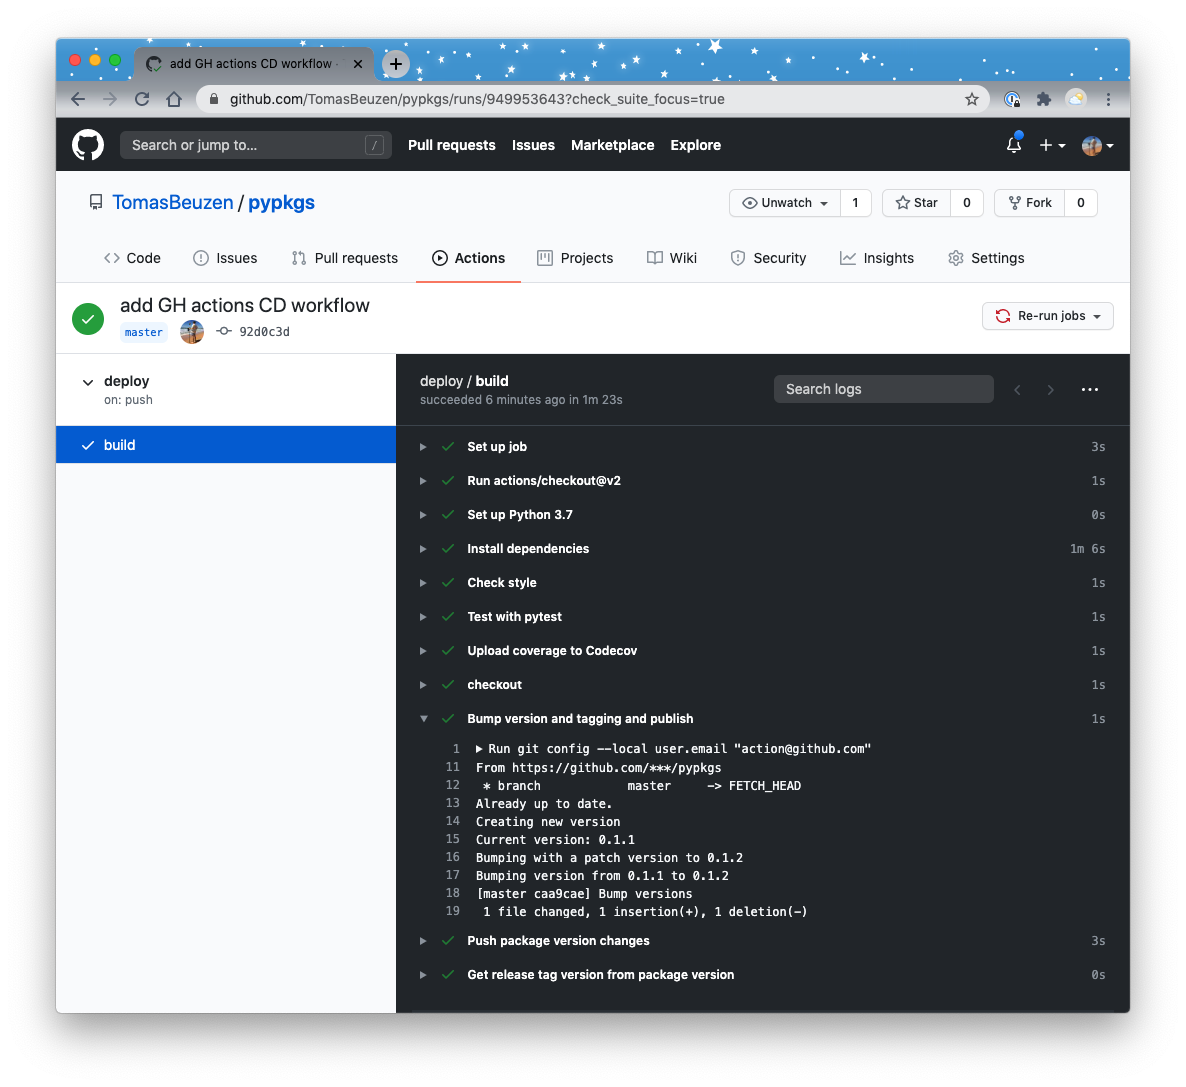 add GH actions CD workflow ·
github.com/TomasBeuzen/pypkgs/runs/949953643?check_suite_focus=true
Search or jump to... / Pull requests Issues Marketplace Explore
TomasBeuzen / pypkgs Unwatch 1 Star 0 Fork 0
Code Issues Pull requests Actions Projects Wiki Security Insights Settings
add GH actions CD workflow
master 92d0c3d
Re-run jobs
deploy
on: push
build
deploy / build
succeeded 6 minutes ago in 1m 23s
Search logs
Set up job 3s
Run actions/checkout@v2 1s
Set up Python 3.7 0s
Install dependencies 1m 6s
Check style 1s
Test with pytest 1s
Upload coverage to Codecov 1s
checkout 1s
Bump version and tagging and publish 1s
1 Run git config --local user.email "action@github.com"
11 From https://github.com/***/pypkgs
12 * branch master -> FETCH_HEAD
13 Already up to date.
14 Creating new version
15 Current version: 0.1.1
16 Bumping with a patch version to 0.1.2
17 Bumping version from 0.1.1 to 0.1.2
18 [master caa9cae] Bump versions
19 1 file changed, 1 insertion(+), 1 deletion(-)
Push package version changes 3s
Get release tag version from package version 0s